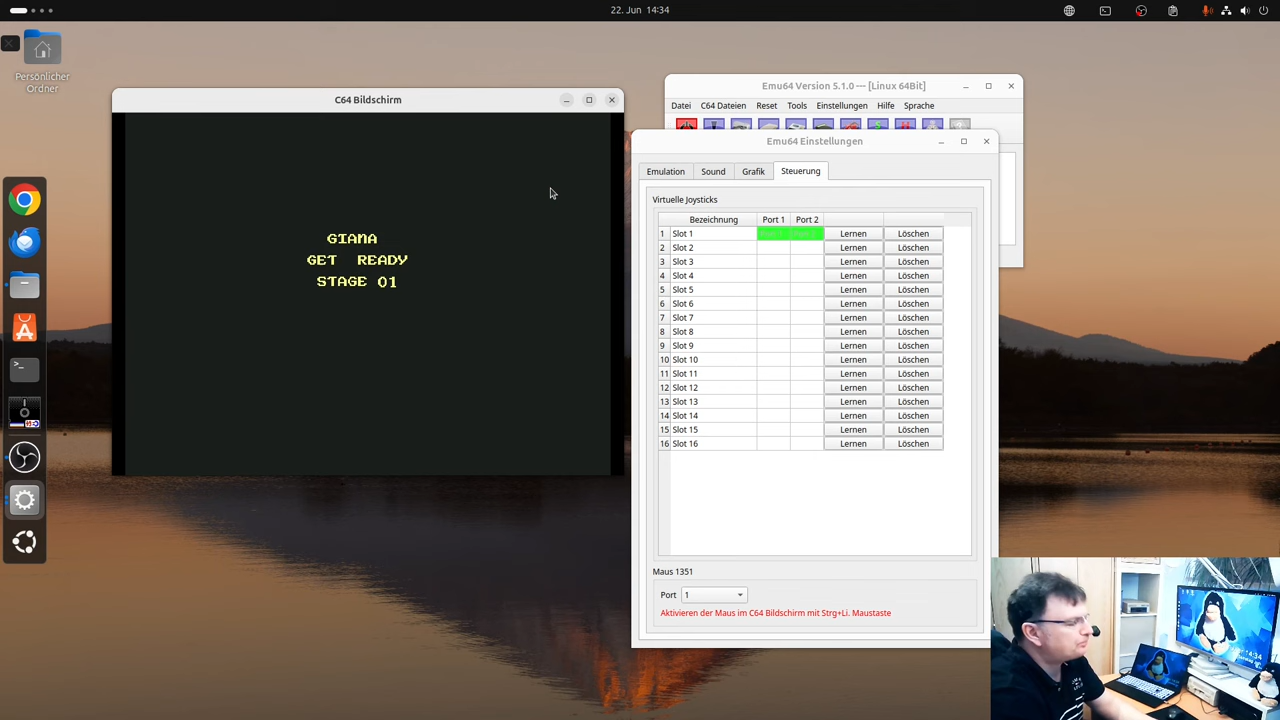 22. Jun 14:34
Persönlicher
Ordner
C64 Bildschirm
GIANA
GET READY
STAGE 01
Emu64 Version 5.1.0 --- [Linux 64Bit]
Datei C64 Dateien Reset Tools Einstellungen Hilfe Sprache
Emu64 Einstellungen
Emulation Sound Grafik Steuerung
Virtuelle Joysticks
Bezeichnung Port 1 Port 2
1 Slot 1 Lernen Löschen
2 Slot 2 Lernen Löschen
3 Slot 3 Lernen Löschen
4 Slot 4 Lernen Löschen
5 Slot 5 Lernen Löschen
6 Slot 6 Lernen Löschen
7 Slot 7 Lernen Löschen
8 Slot 8 Lernen Löschen
9 Slot 9 Lernen Löschen
10 Slot 10 Lernen Löschen
11 Slot 11 Lernen Löschen
12 Slot 12 Lernen Löschen
13 Slot 13 Lernen Löschen
14 Slot 14 Lernen Löschen
15 Slot 15 Lernen Löschen
16 Slot 16 Lernen Löschen
Maus 1351
Port 1
Aktivieren der Maus im C64 Bildschirm mit Strg+Li. Maustaste